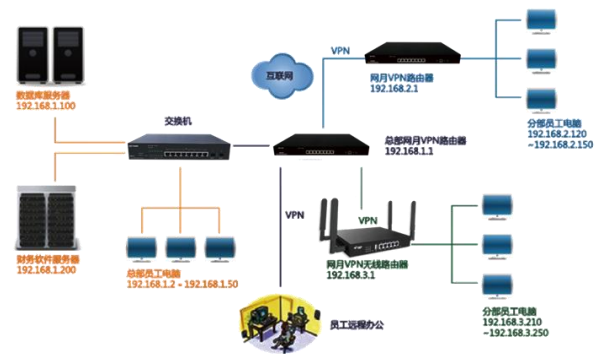 VPN
网月VPN路由器
192.168.2.1
互联网
数据库服务器
192.168.1.100
分部员工电脑
192.168.2.120
~192.168.2.150
交换机
总部网月VPN路由器
192.168.1.1
VPN
VPN
财务软件服务器
192.168.1.200
总部员工电脑
192.168.1.2 - 192.168.1.50
网月VPN无线路由器
192.168.3.1
分部员工电脑
192.168.3.210
~192.168.3.250
员工远程办公